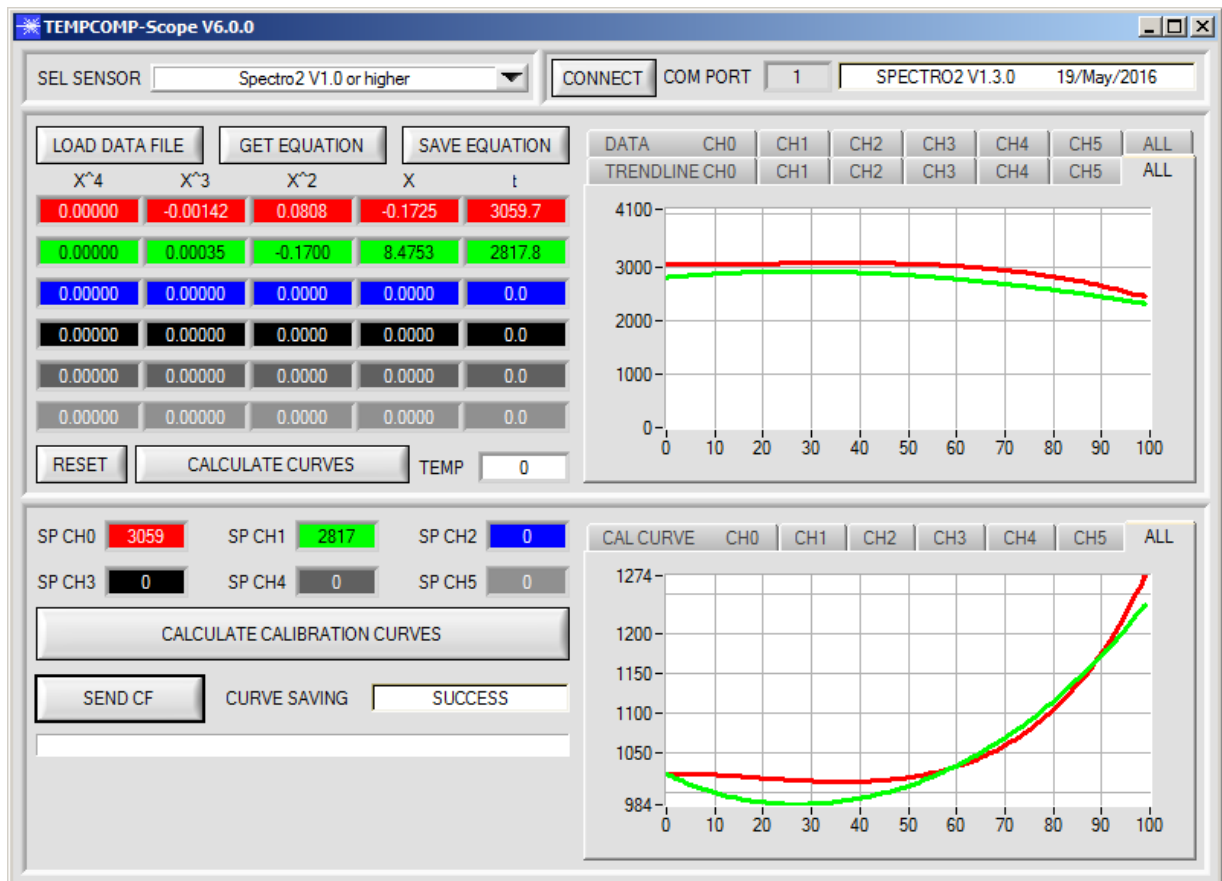 TEMPCOMP-Scope V6.0.0
SEL SENSOR Spectro2 V1.0 or higher CONNECT COM PORT 1 SPECTRO2 V1.3.0 19/May/2016
LOAD DATA FILE GET EQUATION SAVE EQUATION
X^4 X^3 X^2 X t
0.00000 -0.00142 0.0808 -0.1725 3059.7
0.00000 0.00035 -0.1700 8.4753 2817.8
0.00000 0.00000 0.0000 0.0000 0.0
0.00000 0.00000 0.0000 0.0000 0.0
0.00000 0.00000 0.0000 0.0000 0.0
0.00000 0.00000 0.0000 0.0000 0.0
RESET CALCULATE CURVES TEMP 0
DATA CH0 CH1 CH2 CH3 CH4 CH5 ALL
TRENDLINE CH0 CH1 CH2 CH3 CH4 CH5 ALL
4100
3000
2000
1000
0
0 10 20 30 40 50 60 70 80 90 100
SP CH0 3059 SP CH1 2817 SP CH2 0
SP CH3 0 SP CH4 0 SP CH5 0
CALCULATE CALIBRATION CURVES
SEND CF CURVE SAVING SUCCESS
CAL CURVE CH0 CH1 CH2 CH3 CH4 CH5 ALL
1274
1200
1150
1100
1050
984
0 10 20 30 40 50 60 70 80 90 100